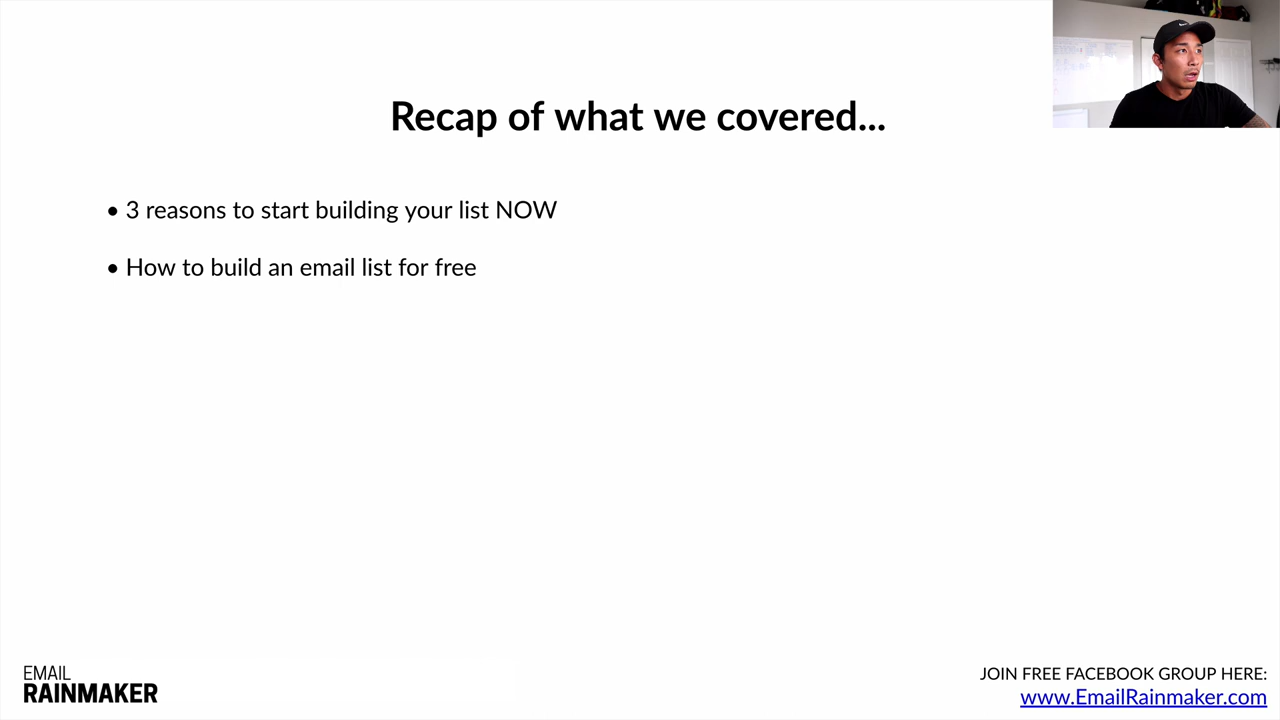 Recap of what we covered...
• 3 reasons to start building your list NOW
• How to build an email list for free
EMAIL
RAINMAKER
JOIN FREE FACEBOOK GROUP HERE:
www.EmailRainmaker.com